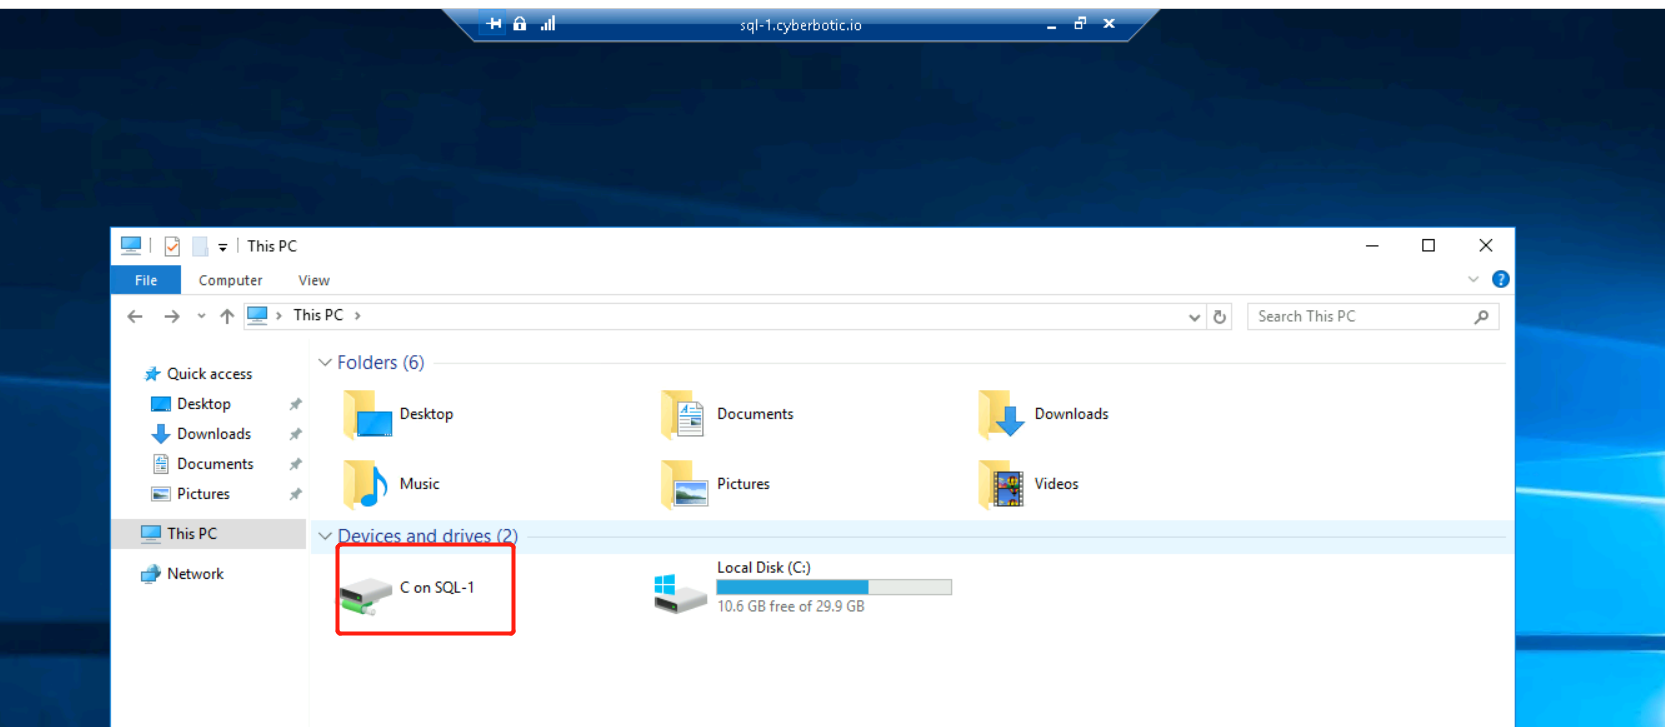 sql-1.cyberbotic.io
This PC
File Computer View
This PC
Search This PC
Quick access
Desktop
Downloads
Documents
Pictures
This PC
Network
Folders (6)
Desktop Documents Downloads
Music Pictures Videos
Devices and drives (2)
C on SQL-1
Local Disk (C:)
10.6 GB free of 29.9 GB